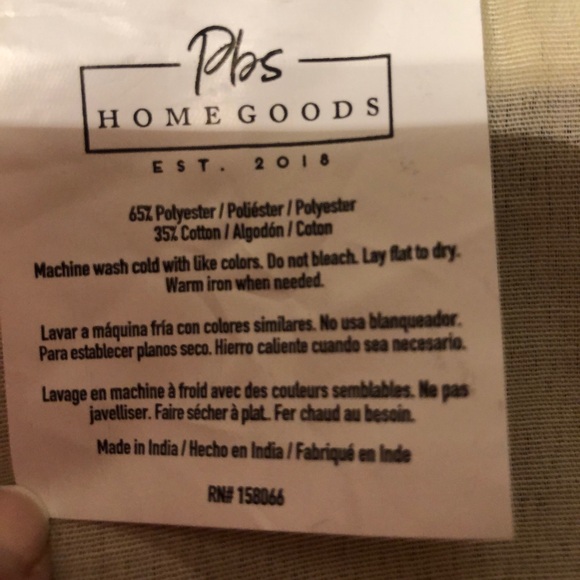 Pbs
HOMEGOODS
EST. 2018
65% Polyester / Poliéster / Polyester
35% Cotton / Algodón / Coton
Machine wash cold with like colors. Do not bleach. Lay flat to dry.
Warm iron when needed.
Lavar a máquina fría con colores similares. No usa blanqueador.
Para establecer planos seco. Hierro caliente cuando sea necesario.
Lavage en machine à froid avec des couleurs semblables. Ne pas
javelliser. Faire sécher à plat. Fer chaud au besoin.
Made in India / Hecho en India / Fabriqué en Inde
RN# 158066